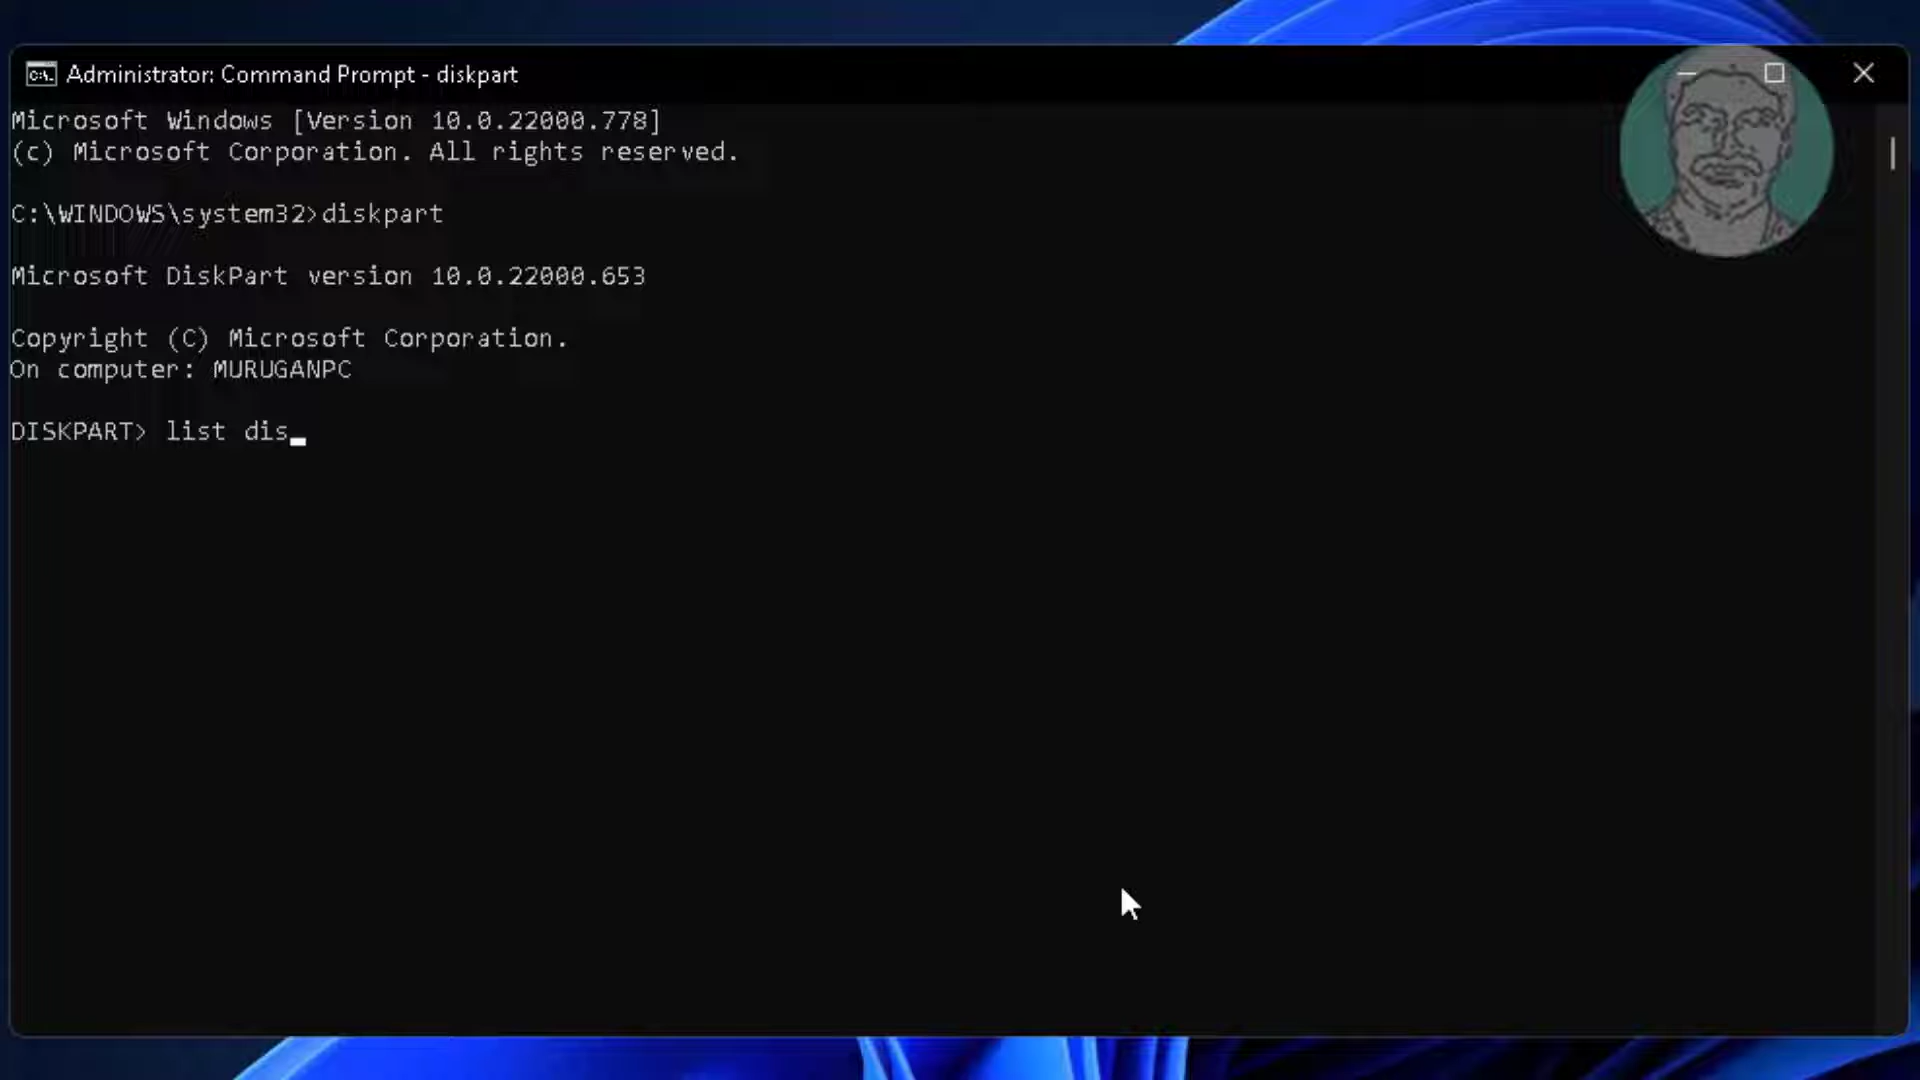 Administrator: Command Prompt - diskpart
Microsoft Windows [Version 10.0.22000.778]
(c) Microsoft Corporation. All rights reserved.
C:\WINDOWS\system32>diskpart
Microsoft DiskPart version 10.0.22000.653
Copyright (C) Microsoft Corporation.
On computer: MURUGANPC
DISKPART> list dis